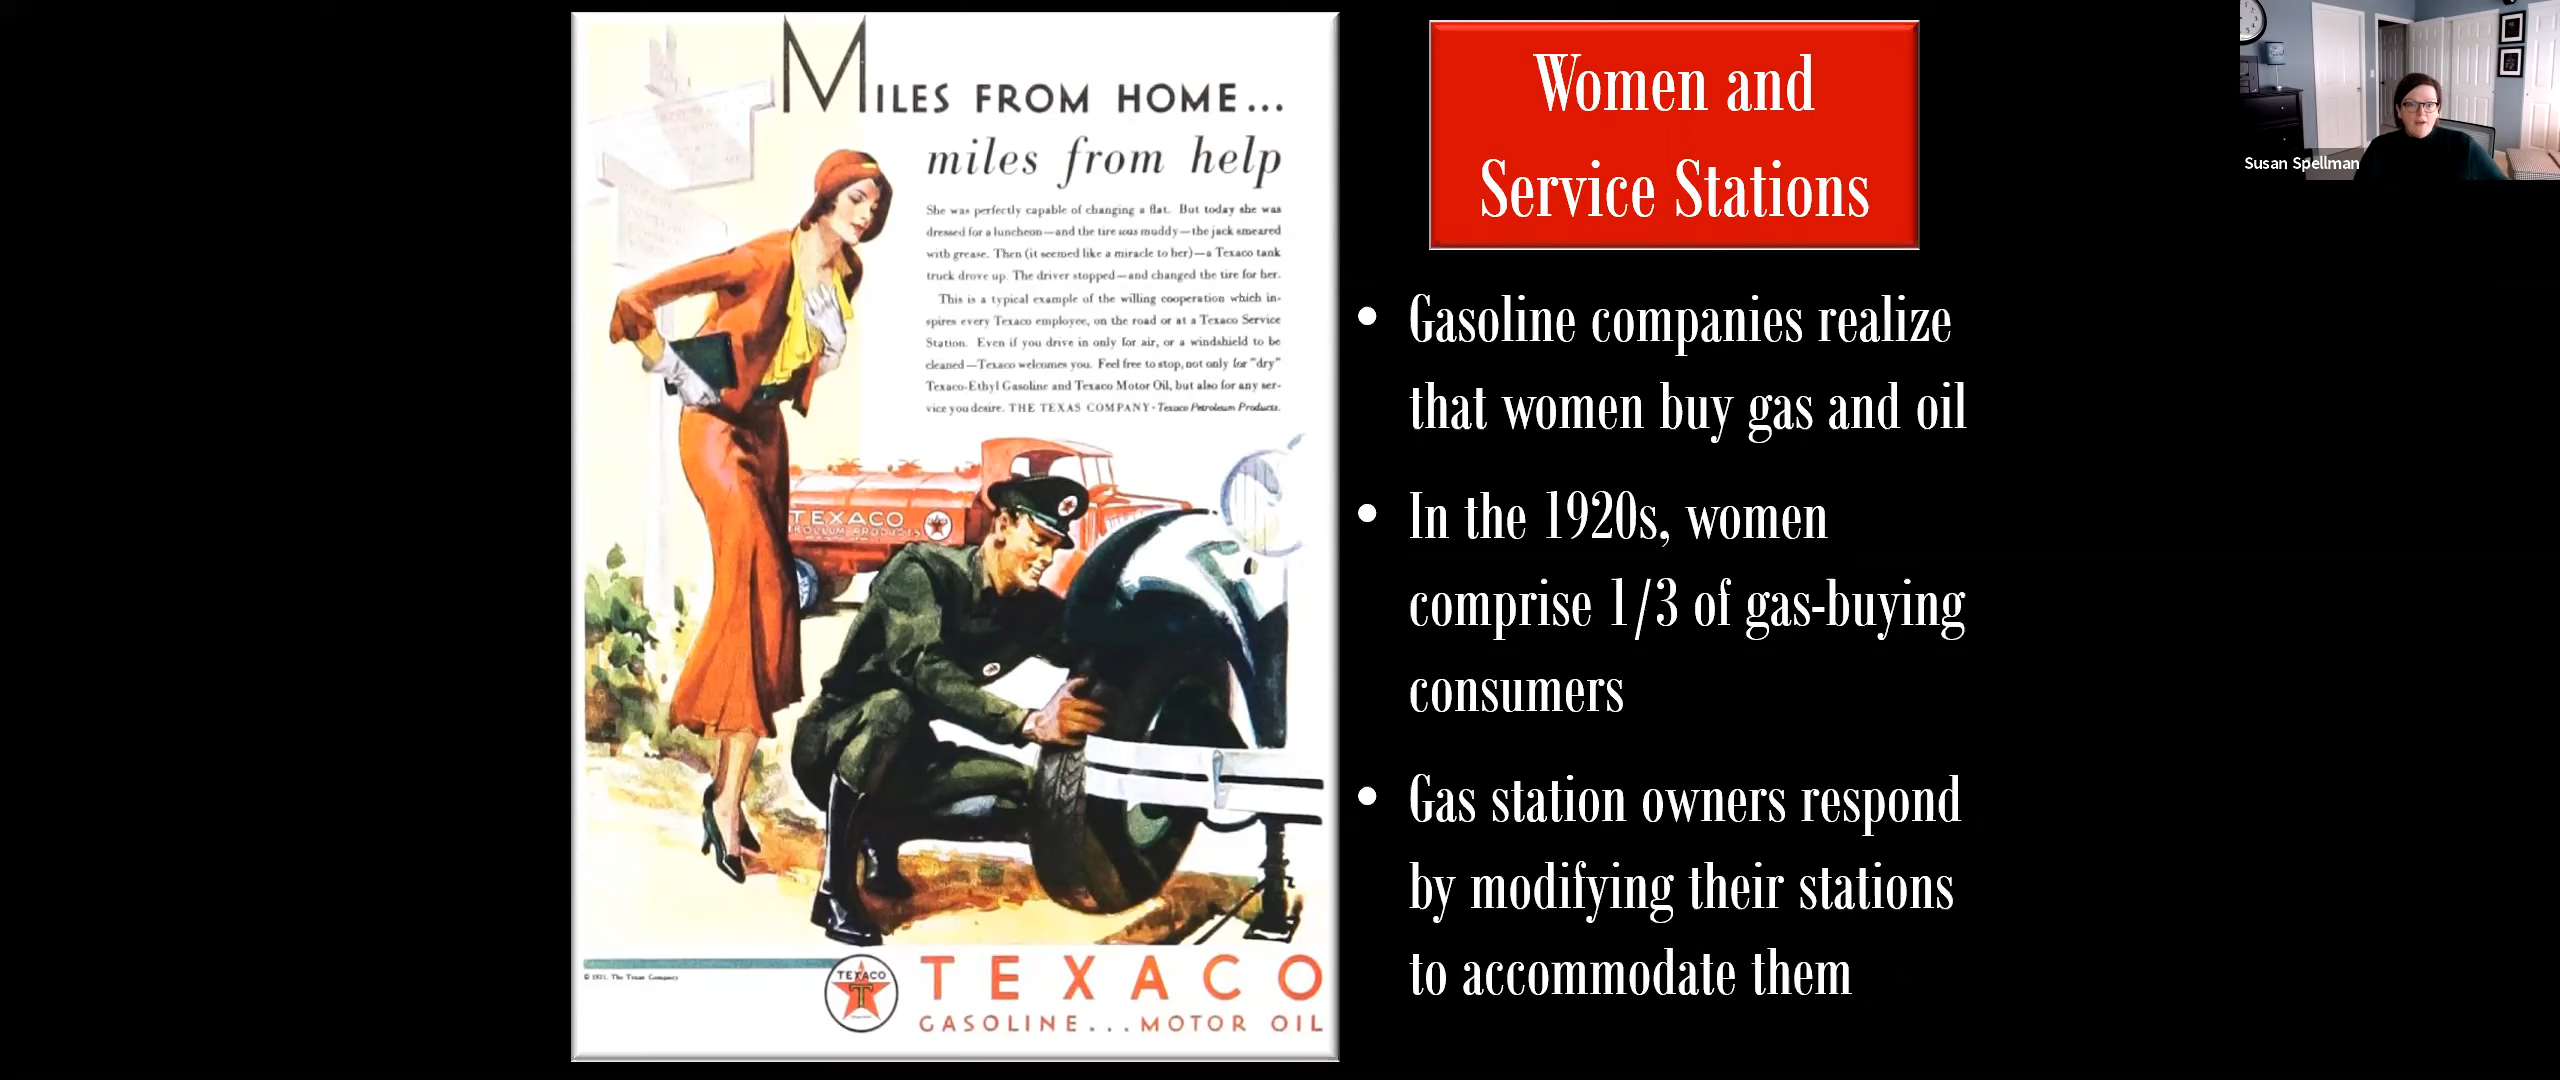 MILES FROM HOME...
miles from help
She was perfectly capable of changing a flat. But today she was
dressed for a luncheon—and the tire was muddy—the jack smeared
with grease. Then (it seemed like a miracle to her)—a Texaco tank
truck drove up. The driver stopped—and changed the tire for her.
This is a typical example of the willing cooperation which in-
spires every Texaco employee, on the road or at a Texaco Service
Station. Even if you drive in only for air, or a windshield to be
cleaned—Texaco welcomes you. Feel free to stop, not only for "dry"
Texaco-Ethyl Gasoline and Texaco Motor Oil, but also for any ser-
vice you desire. THE TEXAS COMPANY · Texaco Petroleum Products.
TEXACO
PRODUCTS
© 1931, The Texas Company
TEXACO
T
TEXACO
GASOLINE...MOTOR OIL
Women and
Service Stations
• Gasoline companies realize
that women buy gas and oil
• In the 1920s, women
comprise 1/3 of gas-buying
consumers
• Gas station owners respond
by modifying their stations
to accommodate them
Susan Spellman